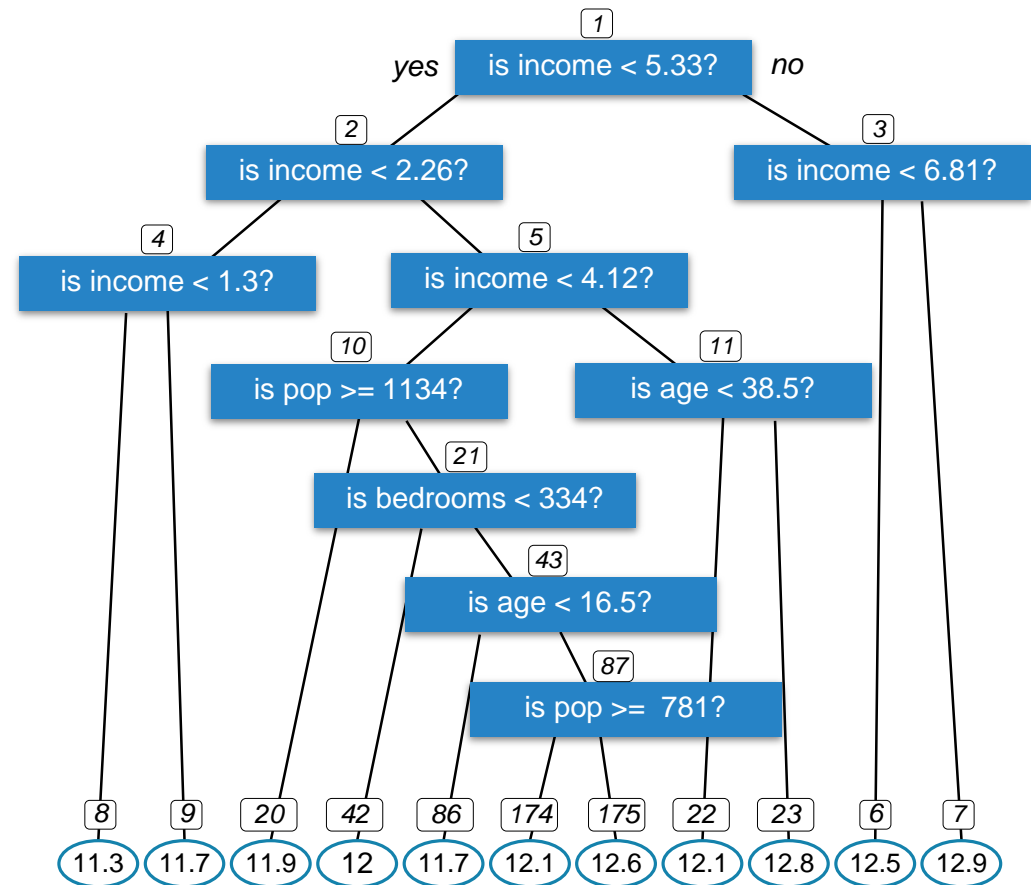 1
yes
is income < 5.33?
no
2
is income < 2.26?
3
is income < 6.81?
4
is income < 1.3?
5
is income < 4.12?
10
is pop >= 1134?
11
is age < 38.5?
21
is bedrooms < 334?
43
is age < 16.5?
87
is pop >= 781?
8 9 20 42 86 174 175 22 23 6 7
11.3 11.7 11.9 12 11.7 12.1 12.6 12.1 12.8 12.5 12.9